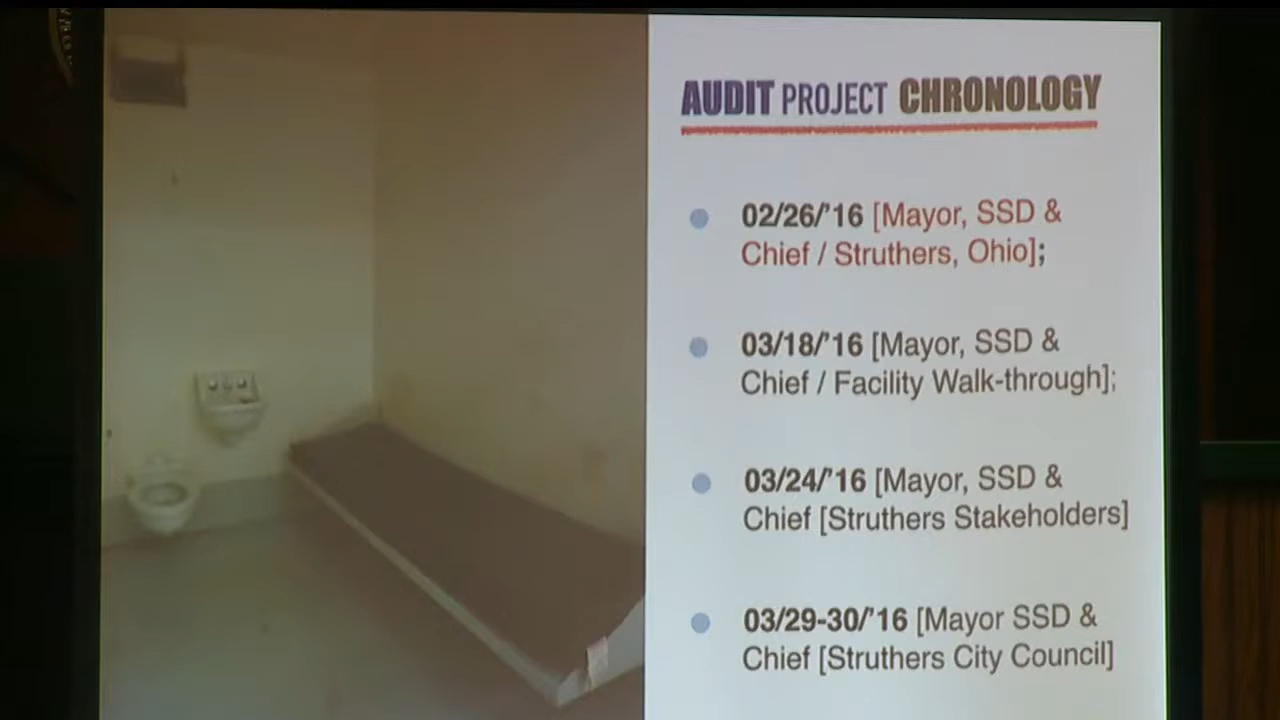 AUDIT PROJECT CHRONOLOGY
02/26/'16 [Mayor, SSD &
Chief / Struthers, Ohio];
03/18/'16 [Mayor, SSD &
Chief / Facility Walk-through];
03/24/'16 [Mayor, SSD &
Chief [Struthers Stakeholders]
03/29-30/'16 [Mayor SSD &
Chief [Struthers City Council]